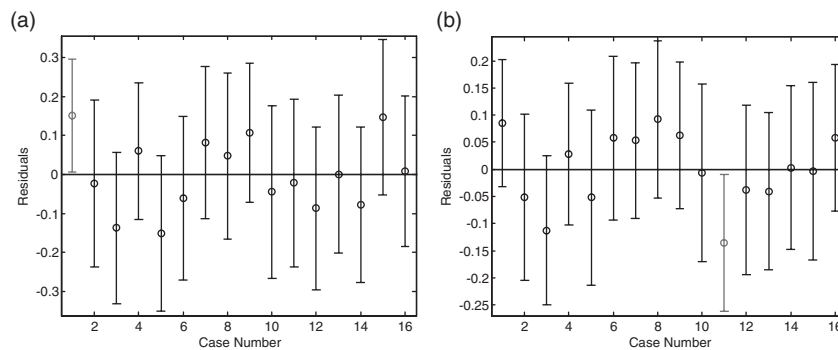 (a)
0.3
0.2
0.1
0
-0.1
-0.2
-0.3
Residuals
2 4 6 8 10 12 14 16
Case Number
(b)
0.2
0.15
0.1
0.05
0
-0.05
-0.1
-0.15
-0.2
-0.25
Residuals
2 4 6 8 10 12 14 16
Case Number